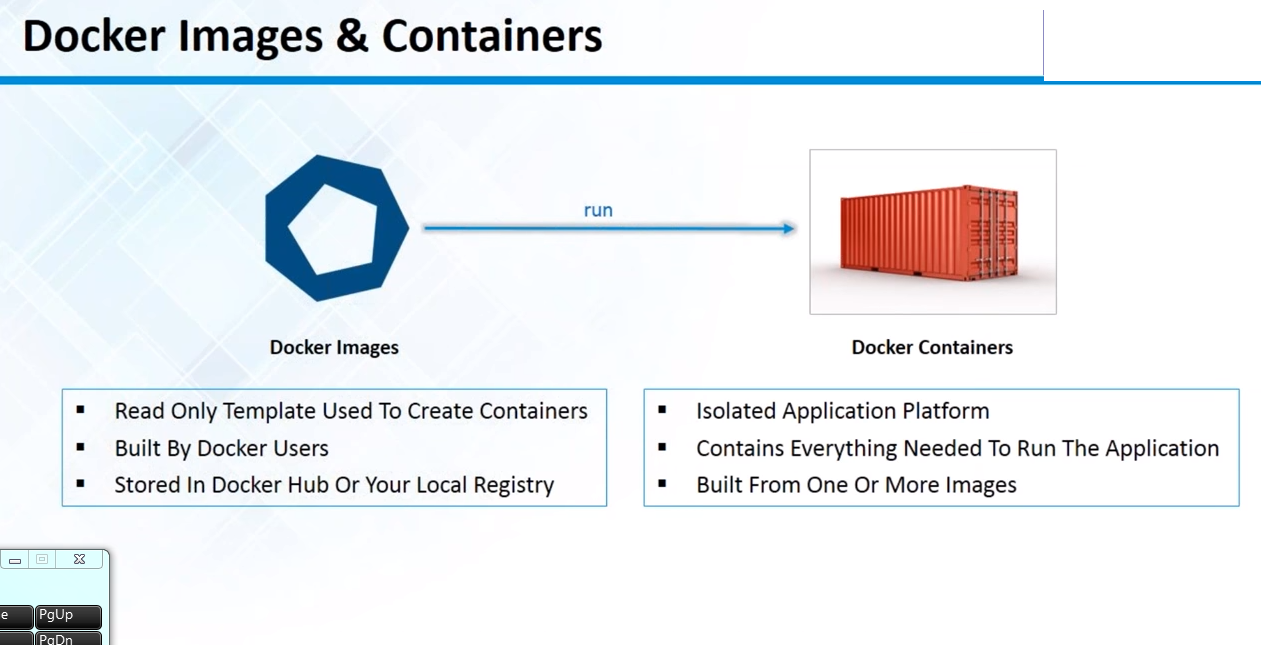 Docker Images & Containers
run
Docker Images
Docker Containers
▪ Read Only Template Used To Create Containers
▪ Built By Docker Users
▪ Stored In Docker Hub Or Your Local Registry
▪ Isolated Application Platform
▪ Contains Everything Needed To Run The Application
▪ Built From One Or More Images
e PgUp
PgDn